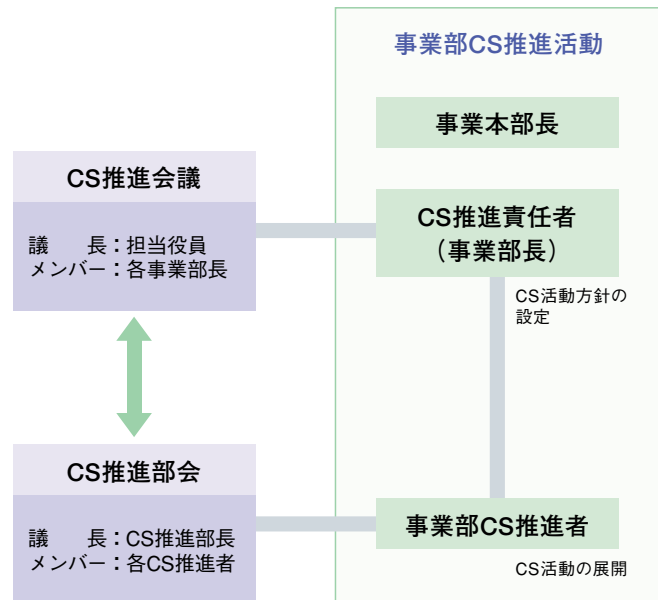 事業部CS推進活動
事業本部長
CS推進会議
議　　長：担当役員
メンバー：各事業部長
CS推進責任者
（事業部長）
CS活動方針の
設定
CS推進部会
議　　長：CS推進部長
メンバー：各CS推進者
事業部CS推進者
CS活動の展開